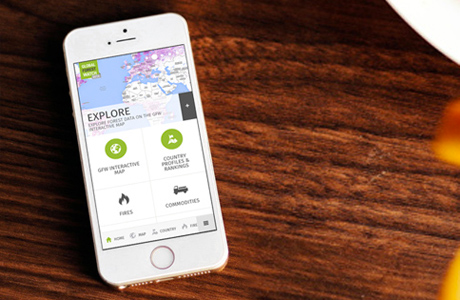 GLOBAL
FOREST
WATCH
EXPLORE
EXPLORE FOREST DATA ON THE GFW
INTERACTIVE MAP
GFW INTERACTIVE
MAP
COUNTRY
PROFILES &
RANKINGS
FIRES
COMMODITIES
HOME MAP COUNTRY FIRES